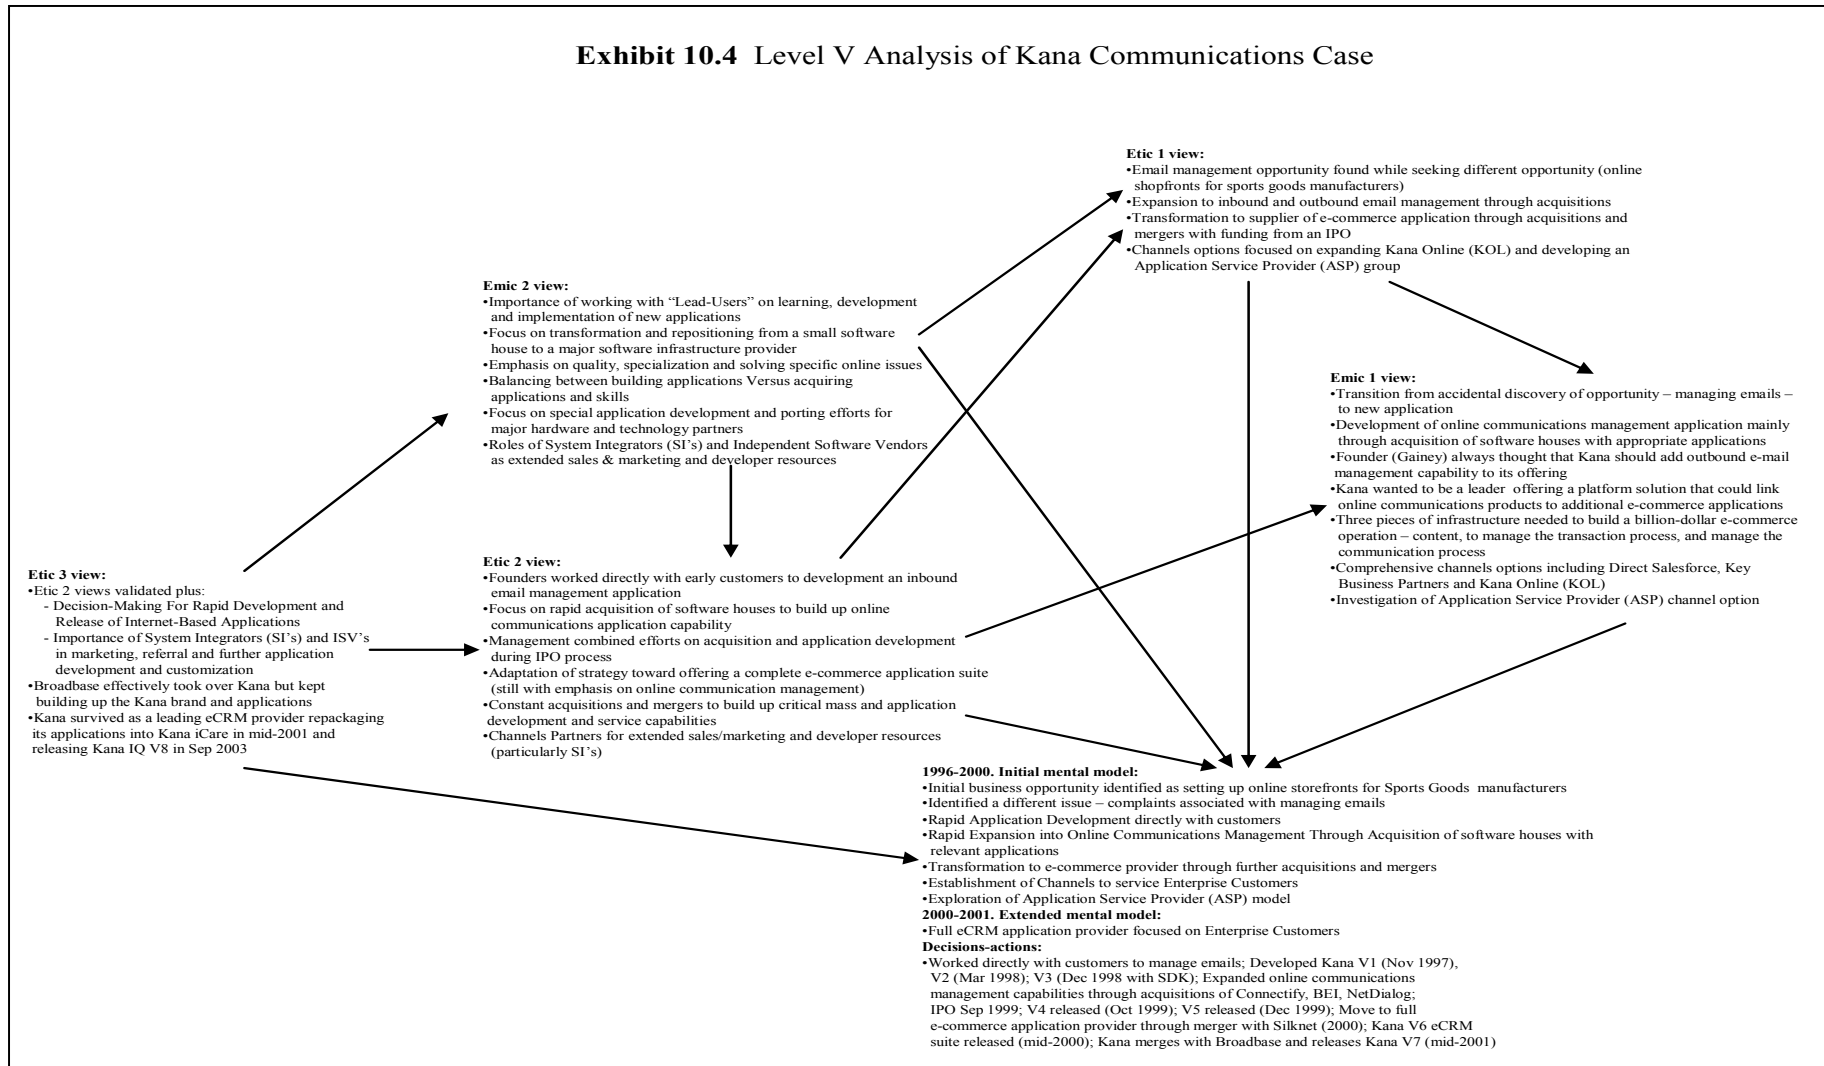 Exhibit 10.4 Level V Analysis of Kana Communications Case
Etic 1 view:
•Email management opportunity found while seeking different opportunity (online
shopfronts for sports goods manufacturers)
•Expansion to inbound and outbound email management through acquisitions
•Transformation to supplier of e-commerce application through acquisitions and
mergers with funding from an IPO
•Channels options focused on expanding Kana Online (KOL) and developing an
Application Service Provider (ASP) group
Emic 2 view:
•Importance of working with “Lead-Users” on learning, development
and implementation of new applications
•Focus on transformation and repositioning from a small software
house to a major software infrastructure provider
•Emphasis on quality, specialization and solving specific online issues
•Balancing between building applications Versus acquiring
applications and skills
•Focus on special application development and porting efforts for
major hardware and technology partners
•Roles of System Integrators (SI’s) and Independent Software Vendors
as extended sales & marketing and developer resources
Emic 1 view:
•Transition from accidental discovery of opportunity – managing emails –
to new application
•Development of online communications management application mainly
through acquisition of software houses with appropriate applications
•Founder (Gainey) always thought that Kana should add outbound e-mail
management capability to its offering
•Kana wanted to be a leader offering a platform solution that could link
online communications products to additional e-commerce applications
•Three pieces of infrastructure needed to build a billion-dollar e-commerce
operation – content, to manage the transaction process, and manage the
communication process
•Comprehensive channels options including Direct Salesforce, Key
Business Partners and Kana Online (KOL)
•Investigation of Application Service Provider (ASP) channel option
Etic 3 view:
•Etic 2 views validated plus:
- Decision-Making For Rapid Development and
Release of Internet-Based Applications
- Importance of System Integrators (SI’s) and ISV’s
in marketing, referral and further application
development and customization
•Broadbase effectively took over Kana but kept
building up the Kana brand and applications
•Kana survived as a leading eCRM provider repackaging
its applications into Kana iCare in mid-2001 and
releasing Kana IQ V8 in Sep 2003
Etic 2 view:
•Founders worked directly with early customers to development an inbound
email management application
•Focus on rapid acquisition of software houses to build up online
communications application capability
•Management combined efforts on acquisition and application development
during IPO process
•Adaptation of strategy toward offering a complete e-commerce application suite
(still with emphasis on online communication management)
•Constant acquisitions and mergers to build up critical mass and application
development and service capabilities
•Channels Partners for extended sales/marketing and developer resources
(particularly SI’s)
1996-2000. Initial mental model:
•Initial business opportunity identified as setting up online storefronts for Sports Goods manufacturers
•Identified a different issue – complaints associated with managing emails
•Rapid Application Development directly with customers
•Rapid Expansion into Online Communications Management Through Acquisition of software houses with
relevant applications
•Transformation to e-commerce provider through further acquisitions and mergers
•Establishment of Channels to service Enterprise Customers
•Exploration of Application Service Provider (ASP) model
2000-2001. Extended mental model:
•Full eCRM application provider focused on Enterprise Customers
Decisions-actions:
•Worked directly with customers to manage emails; Developed Kana V1 (Nov 1997),
V2 (Mar 1998); V3 (Dec 1998 with SDK); Expanded online communications
management capabilities through acquisitions of Connectify, BEI, NetDialog;
IPO Sep 1999; V4 released (Oct 1999); V5 released (Dec 1999); Move to full
e-commerce application provider through merger with Silknet (2000); Kana V6 eCRM
suite released (mid-2000); Kana merges with Broadbase and releases Kana V7 (mid-2001)